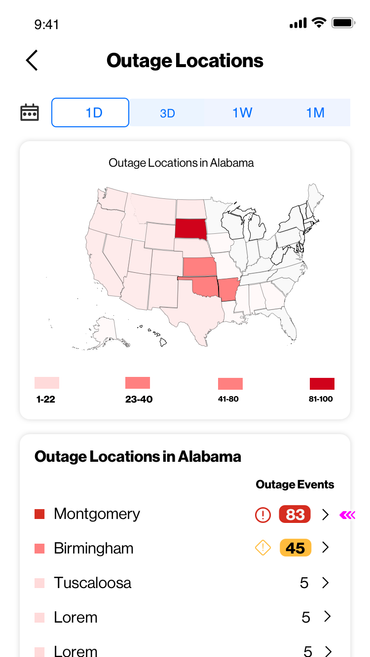 9:41
Outage Locations
1D 3D 1W 1M
Outage Locations in Alabama
1-22 23-40 41-80 81-100
Outage Locations in Alabama
Outage Events
Montgomery 83
Birmingham 45
Tuscaloosa 5
Lorem 5
Lorem 5